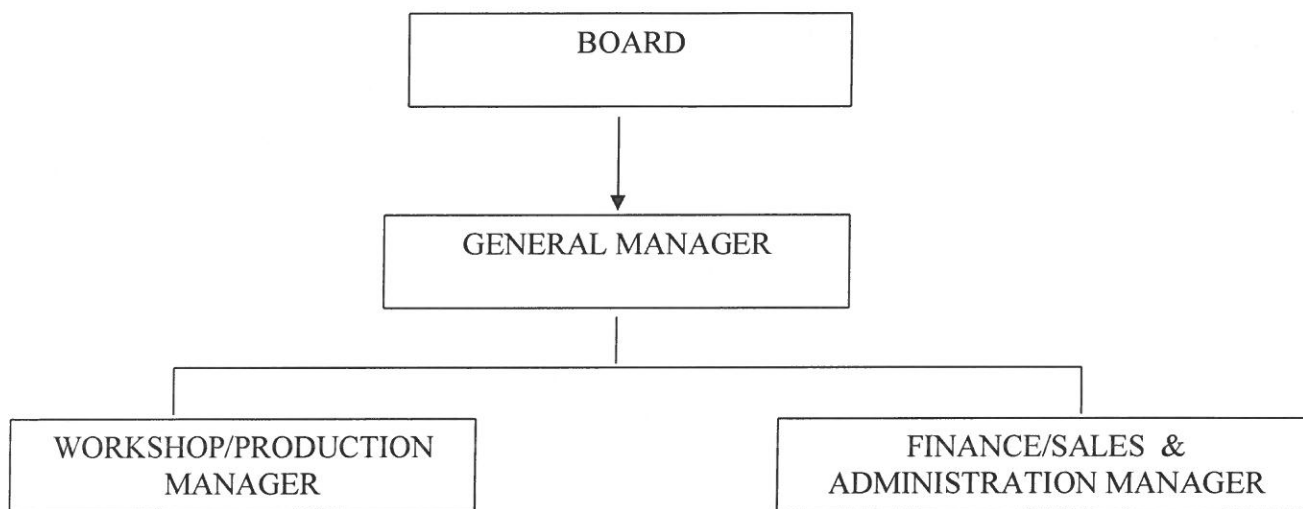 BOARD
GENERAL MANAGER
WORKSHOP/PRODUCTION
MANAGER
FINANCE/SALES &
ADMINISTRATION MANAGER